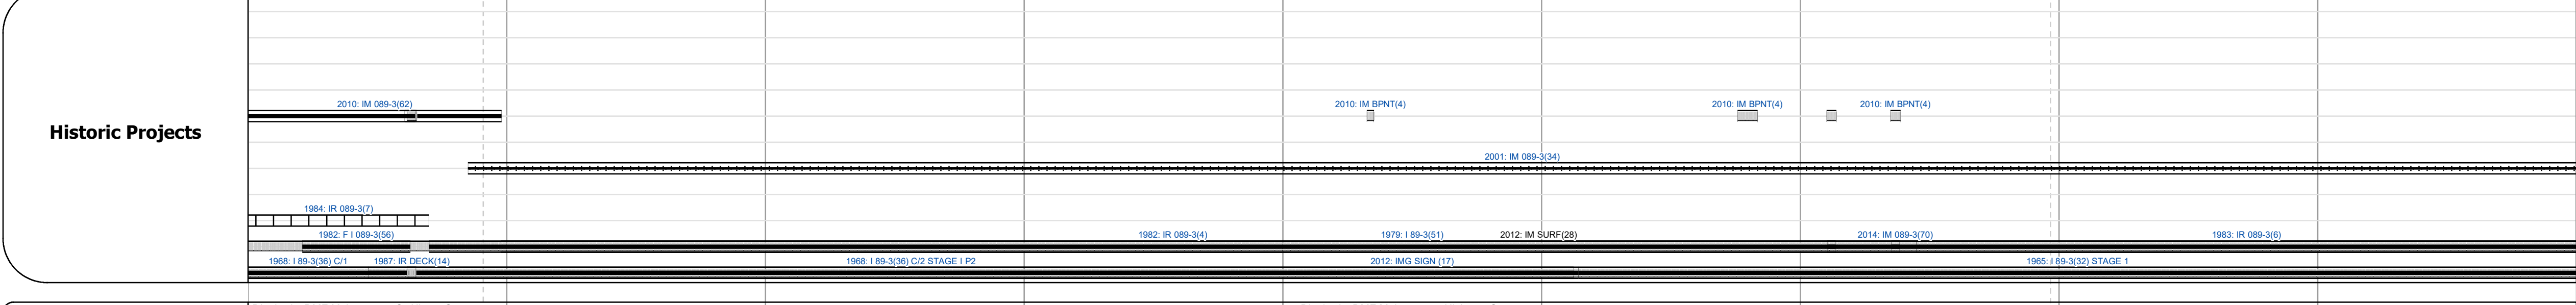 2010: IM 089-3(62)
2010: IM BPNT(4)
2010: IM BPNT(4)
2010: IM BPNT(4)
Historic Projects
2001: IM 089-3(34)
1984: IR 089-3(7)
1982: F I 089-3(56)
1982: IR 089-3(4)
1979: I 89-3(51)
2012: IM SURF(28)
2014: IM 089-3(70)
1983: IR 089-3(6)
1968: I 89-3(36) C/1
1987: IR DECK(14)
1968: I 89-3(36) C/2 STAGE I P2
2012: IMG SIGN (17)
1965: I 89-3(32) STAGE 1